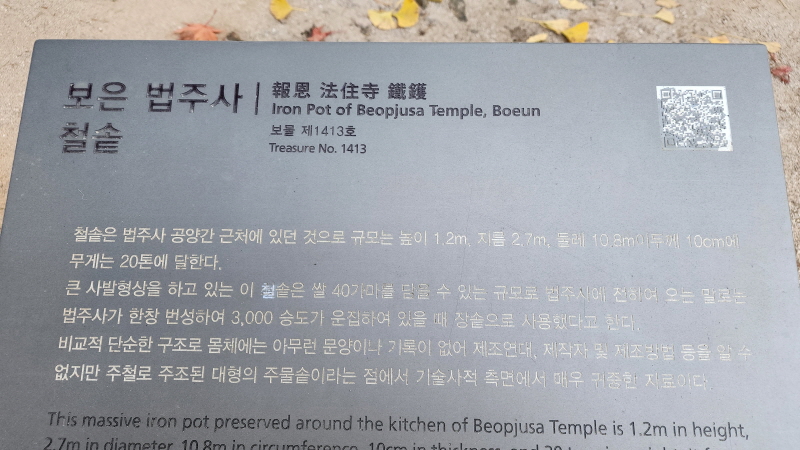 보은 법주사
철솥
報恩 法住寺 鐵鑊
Iron Pot of Beopjusa Temple, Boeun
보물 제1413호
Treasure No. 1413
철솥은 법주사 공양간 근처에 있던 것으로 규모는 높이 1.2m, 지름 2.7m, 둘레 10.8m이두께 10cm에
무게는 20톤에 달한다.
큰 사발형상을 하고 있는 이 철솥은 쌀 40가마를 담을 수 있는 규모로 법주사에 전하여 오는 말로는
법주사가 한창 번성하여 3,000 승도가 운집하여 있을 때 장솥으로 사용했다고 한다.
비교적 단순한 구조로 몸체에는 아무런 문양이나 기록이 없어 제조연대, 제작자 및 제조방법 등을 알 수
없지만 주철로 주조된 대형의 주물솥이라는 점에서 기술사적 측면에서 매우 귀중한 자료이다.
This massive iron pot preserved around the kitchen of Beopjusa Temple is 1.2m in height,
2.7m in diameter, 10.8m in circumference, 10cm in thickness, and 20